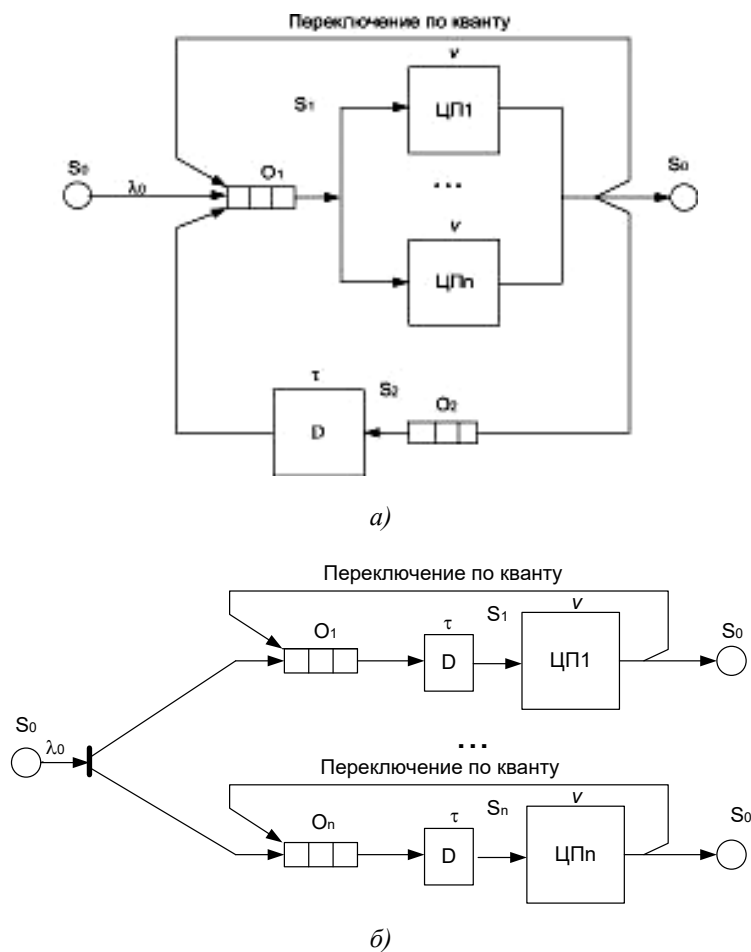 Переключение по кванту
v
S1
ЦП1
S0
λ0
O1
S0
...
v
ЦПn
τ
S2
O2
D
а)
Переключение по кванту
O1
τ
S1
v
S0
D
ЦП1
S0
λ0
...
Переключение по кванту
On
τ
Sn
v
S0
D
ЦПn
б)